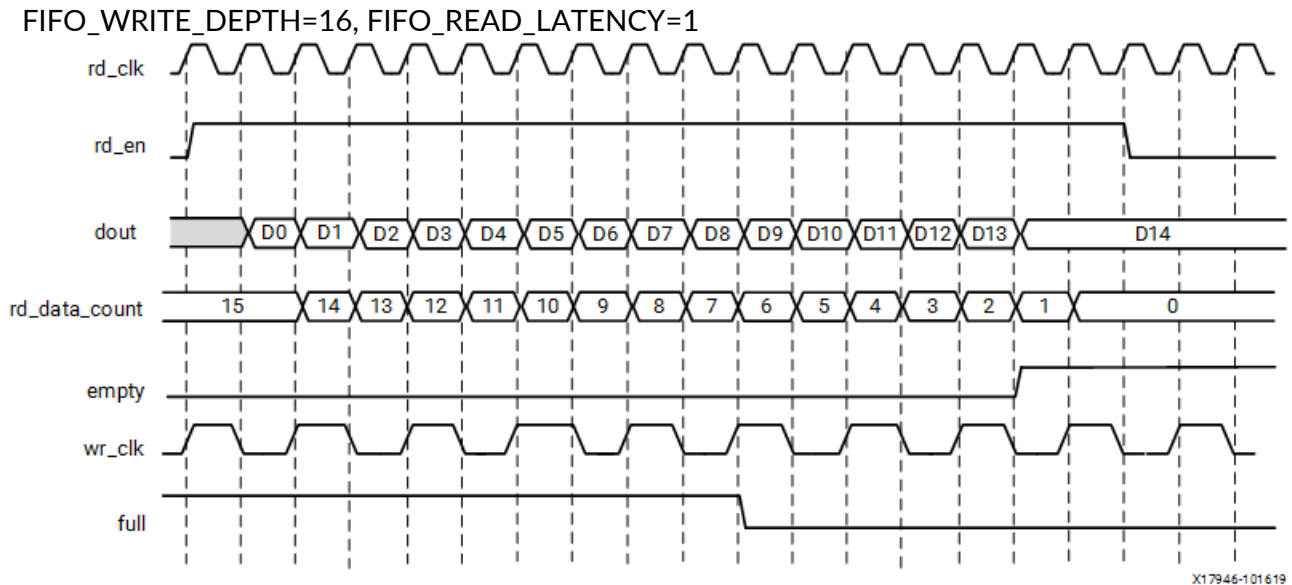 FIFO_WRITE_DEPTH=16, FIFO_READ_LATENCY=1
rd_clk
rd_en
dout D0 D1 D2 D3 D4 D5 D6 D7 D8 D9 D10 D11 D12 D13 D14
rd_data_count 15 14 13 12 11 10 9 8 7 6 5 4 3 2 1 0
empty
wr_clk
full
X17946-101619